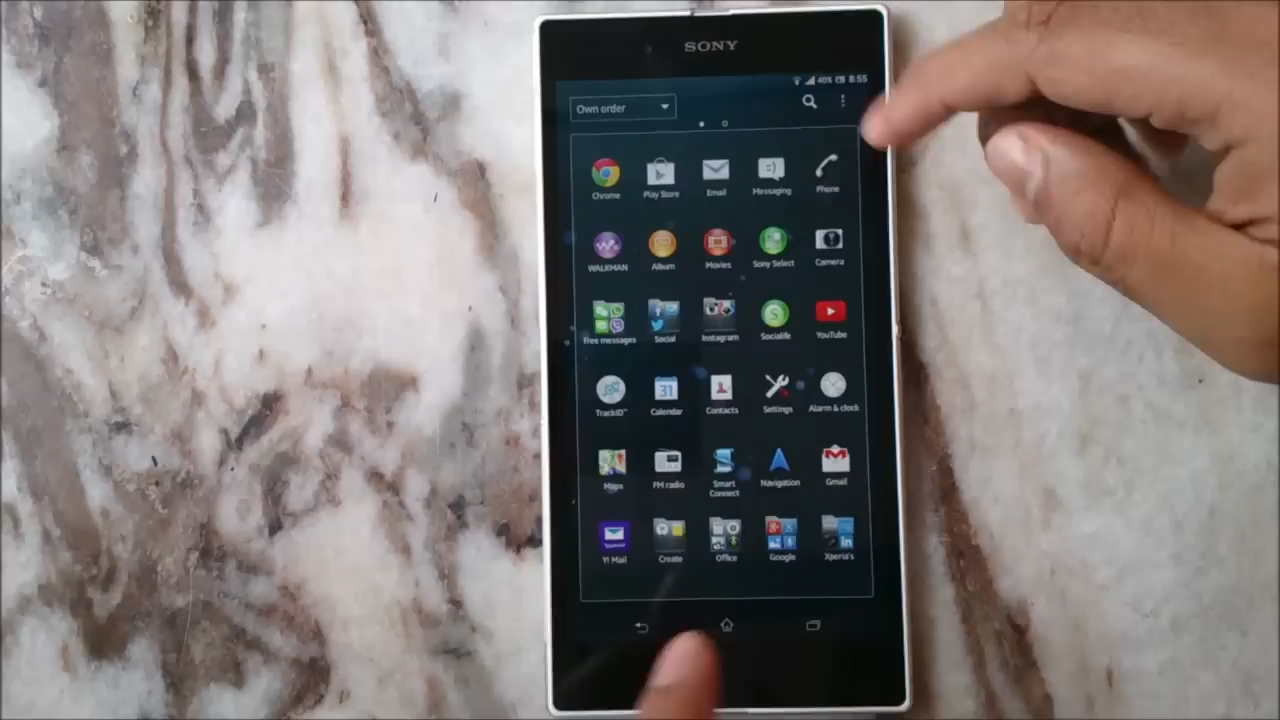 SONY
40% 8:55
Own order
Chrome Play Store Email Messaging Phone
WALKMAN Album Movies Sony Select Camera
Free messages Social Instagram Socialife YouTube
31
TrackID™ Calendar Contacts Settings Alarm & clock
Maps FM radio Smart Connect Navigation Gmail
Y! Mail Create Office Google Xperia's